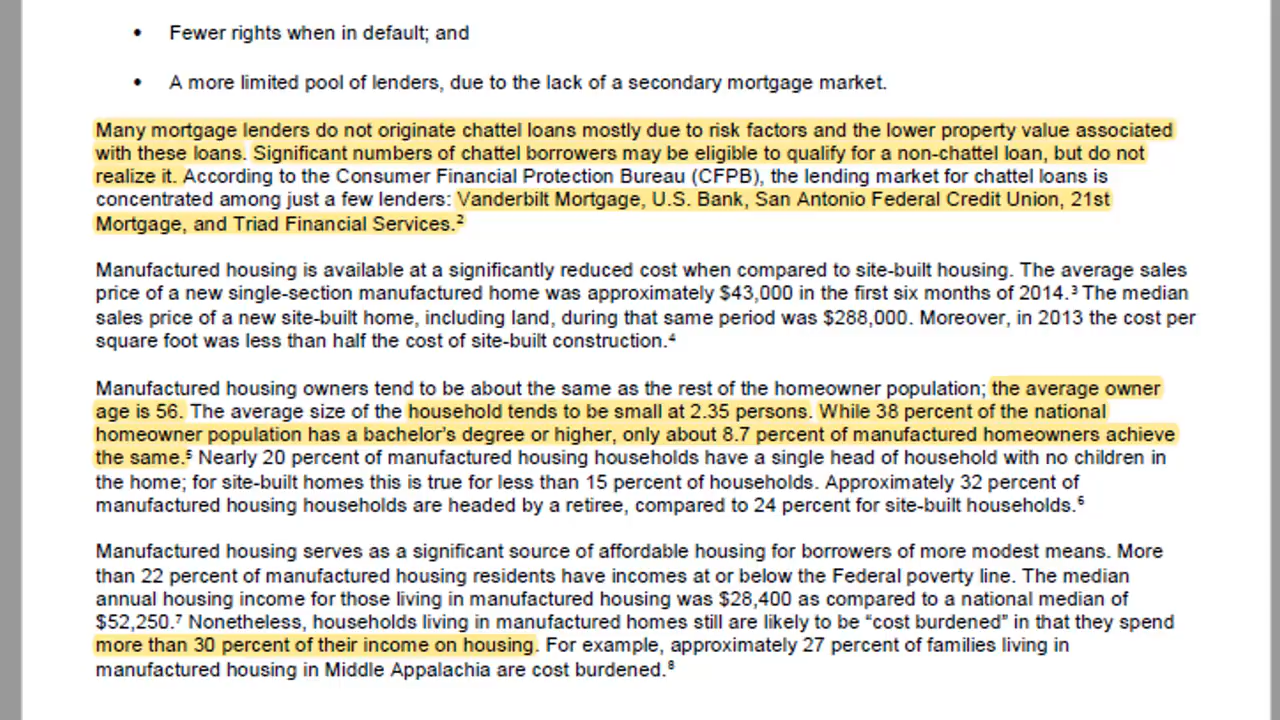 • Fewer rights when in default; and
• A more limited pool of lenders, due to the lack of a secondary mortgage market.
Many mortgage lenders do not originate chattel loans mostly due to risk factors and the lower property value associated
with these loans. Significant numbers of chattel borrowers may be eligible to qualify for a non-chattel loan, but do not
realize it. According to the Consumer Financial Protection Bureau (CFPB), the lending market for chattel loans is
concentrated among just a few lenders: Vanderbilt Mortgage, U.S. Bank, San Antonio Federal Credit Union, 21st
Mortgage, and Triad Financial Services.²
Manufactured housing is available at a significantly reduced cost when compared to site-built housing. The average sales
price of a new single-section manufactured home was approximately $43,000 in the first six months of 2014.³ The median
sales price of a new site-built home, including land, during that same period was $288,000. Moreover, in 2013 the cost per
square foot was less than half the cost of site-built construction.⁴
Manufactured housing owners tend to be about the same as the rest of the homeowner population; the average owner
age is 56. The average size of the household tends to be small at 2.35 persons. While 38 percent of the national
homeowner population has a bachelor's degree or higher, only about 8.7 percent of manufactured homeowners achieve
the same.⁵ Nearly 20 percent of manufactured housing households have a single head of household with no children in
the home; for site-built homes this is true for less than 15 percent of households. Approximately 32 percent of
manufactured housing households are headed by a retiree, compared to 24 percent for site-built households.⁶
Manufactured housing serves as a significant source of affordable housing for borrowers of more modest means. More
than 22 percent of manufactured housing residents have incomes at or below the Federal poverty line. The median
annual housing income for those living in manufactured housing was $28,400 as compared to a national median of
$52,250.⁷ Nonetheless, households living in manufactured homes still are likely to be "cost burdened" in that they spend
more than 30 percent of their income on housing. For example, approximately 27 percent of families living in
manufactured housing in Middle Appalachia are cost burdened.⁸